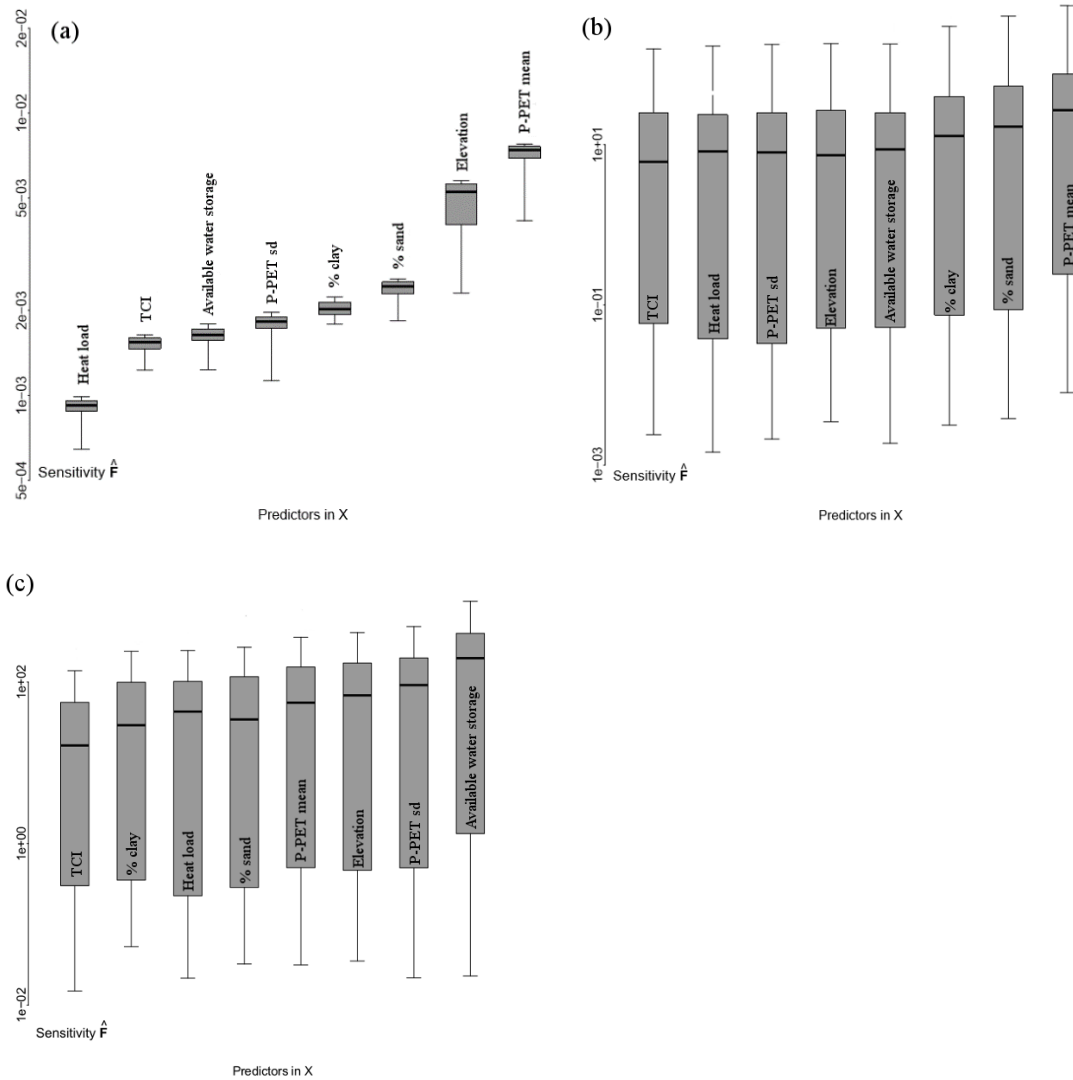 (a)
2e−02
1e−02
5e−03
2e−03
1e−03
5e−04
Heat load
TCI
Available water storage
P-PET sd
% clay
% sand
Elevation
P-PET mean
Sensitivity F̂
Predictors in X
(b)
1e+01
1e−01
1e−03
TCI
Heat load
P-PET sd
Elevation
Available water storage
% clay
% sand
P-PET mean
Sensitivity F̂
Predictors in X
(c)
1e+02
1e+00
1e−02
TCI
% clay
Heat load
% sand
P-PET mean
Elevation
P-PET sd
Available water storage
Sensitivity F̂
Predictors in X